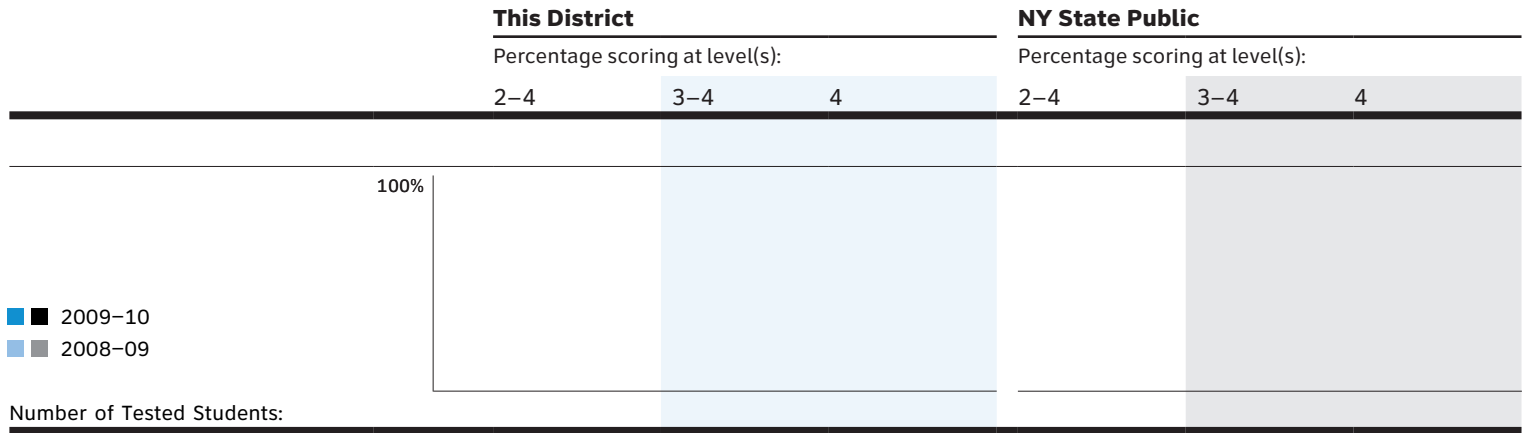 This District NY State Public
Percentage scoring at level(s): Percentage scoring at level(s):
2–4 3–4 4 2–4 3–4 4
100%
2009–10
2008–09
Number of Tested Students: